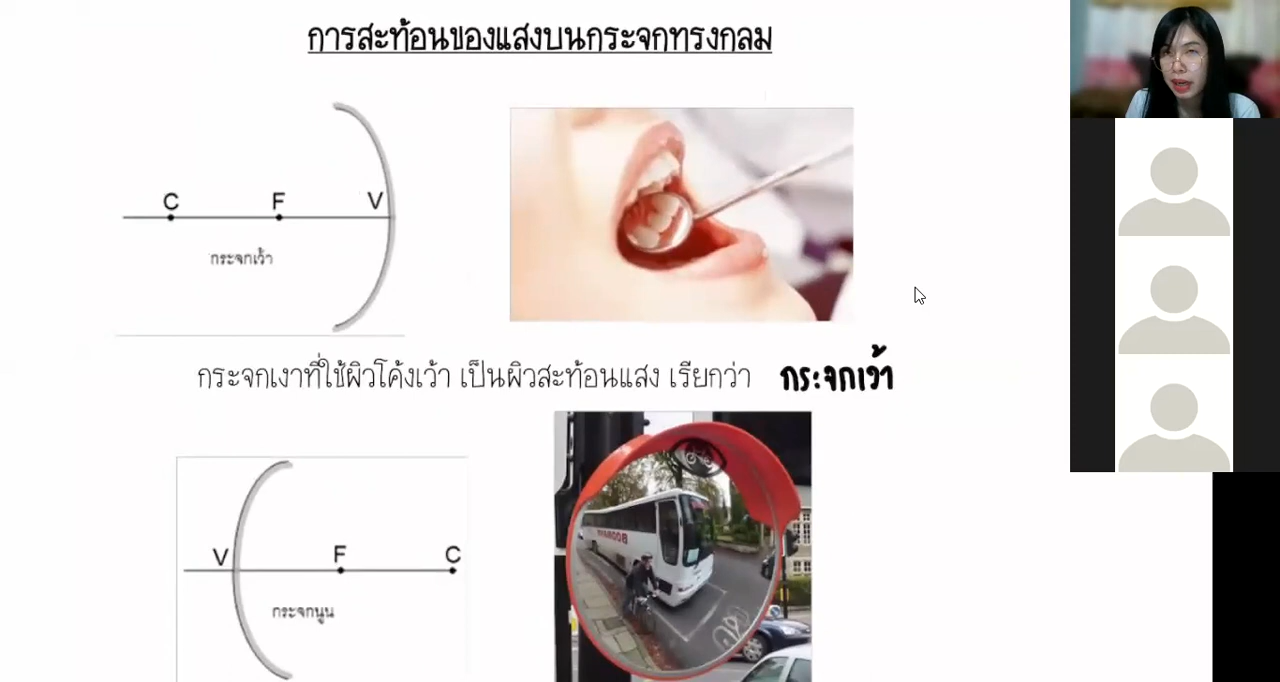 การสะท้อนของแสงบนกระจกทรงกลม
C F V
กระจกเว้า
กระจกเงาที่ใช้ผิวโค้งเว้า เป็นผิวสะท้อนแสง เรียกว่า กระจกเว้า
V F C
กระจกนูน